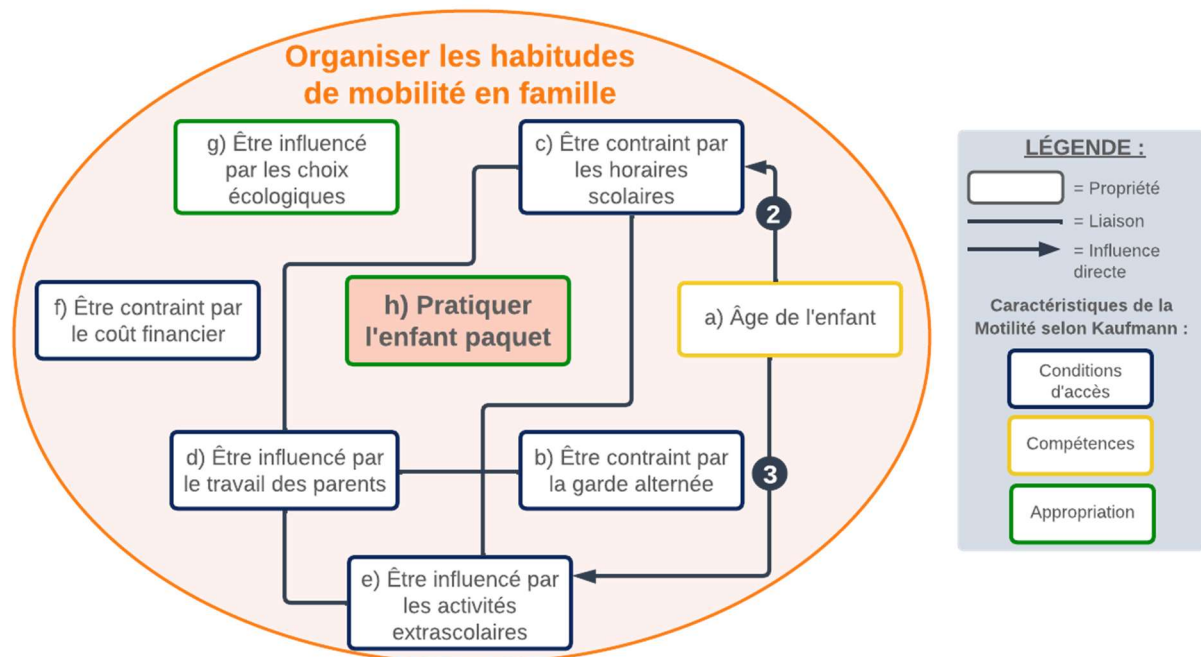 Organiser les habitudes
de mobilité en famille
g) Être influencé
par les choix
écologiques
c) Être contraint par
les horaires
scolaires
2
f) Être contraint par
le coût financier
h) Pratiquer
l'enfant paquet
a) Âge de l'enfant
d) Être influencé par
le travail des parents
b) Être contraint par
la garde alternée
3
e) Être influencé par
les activités
extrascolaires
LÉGENDE :
= Propriété
= Liaison
= Influence
directe
Caractéristiques de la
Motilité selon Kaufmann :
Conditions
d'accès
Compétences
Appropriation